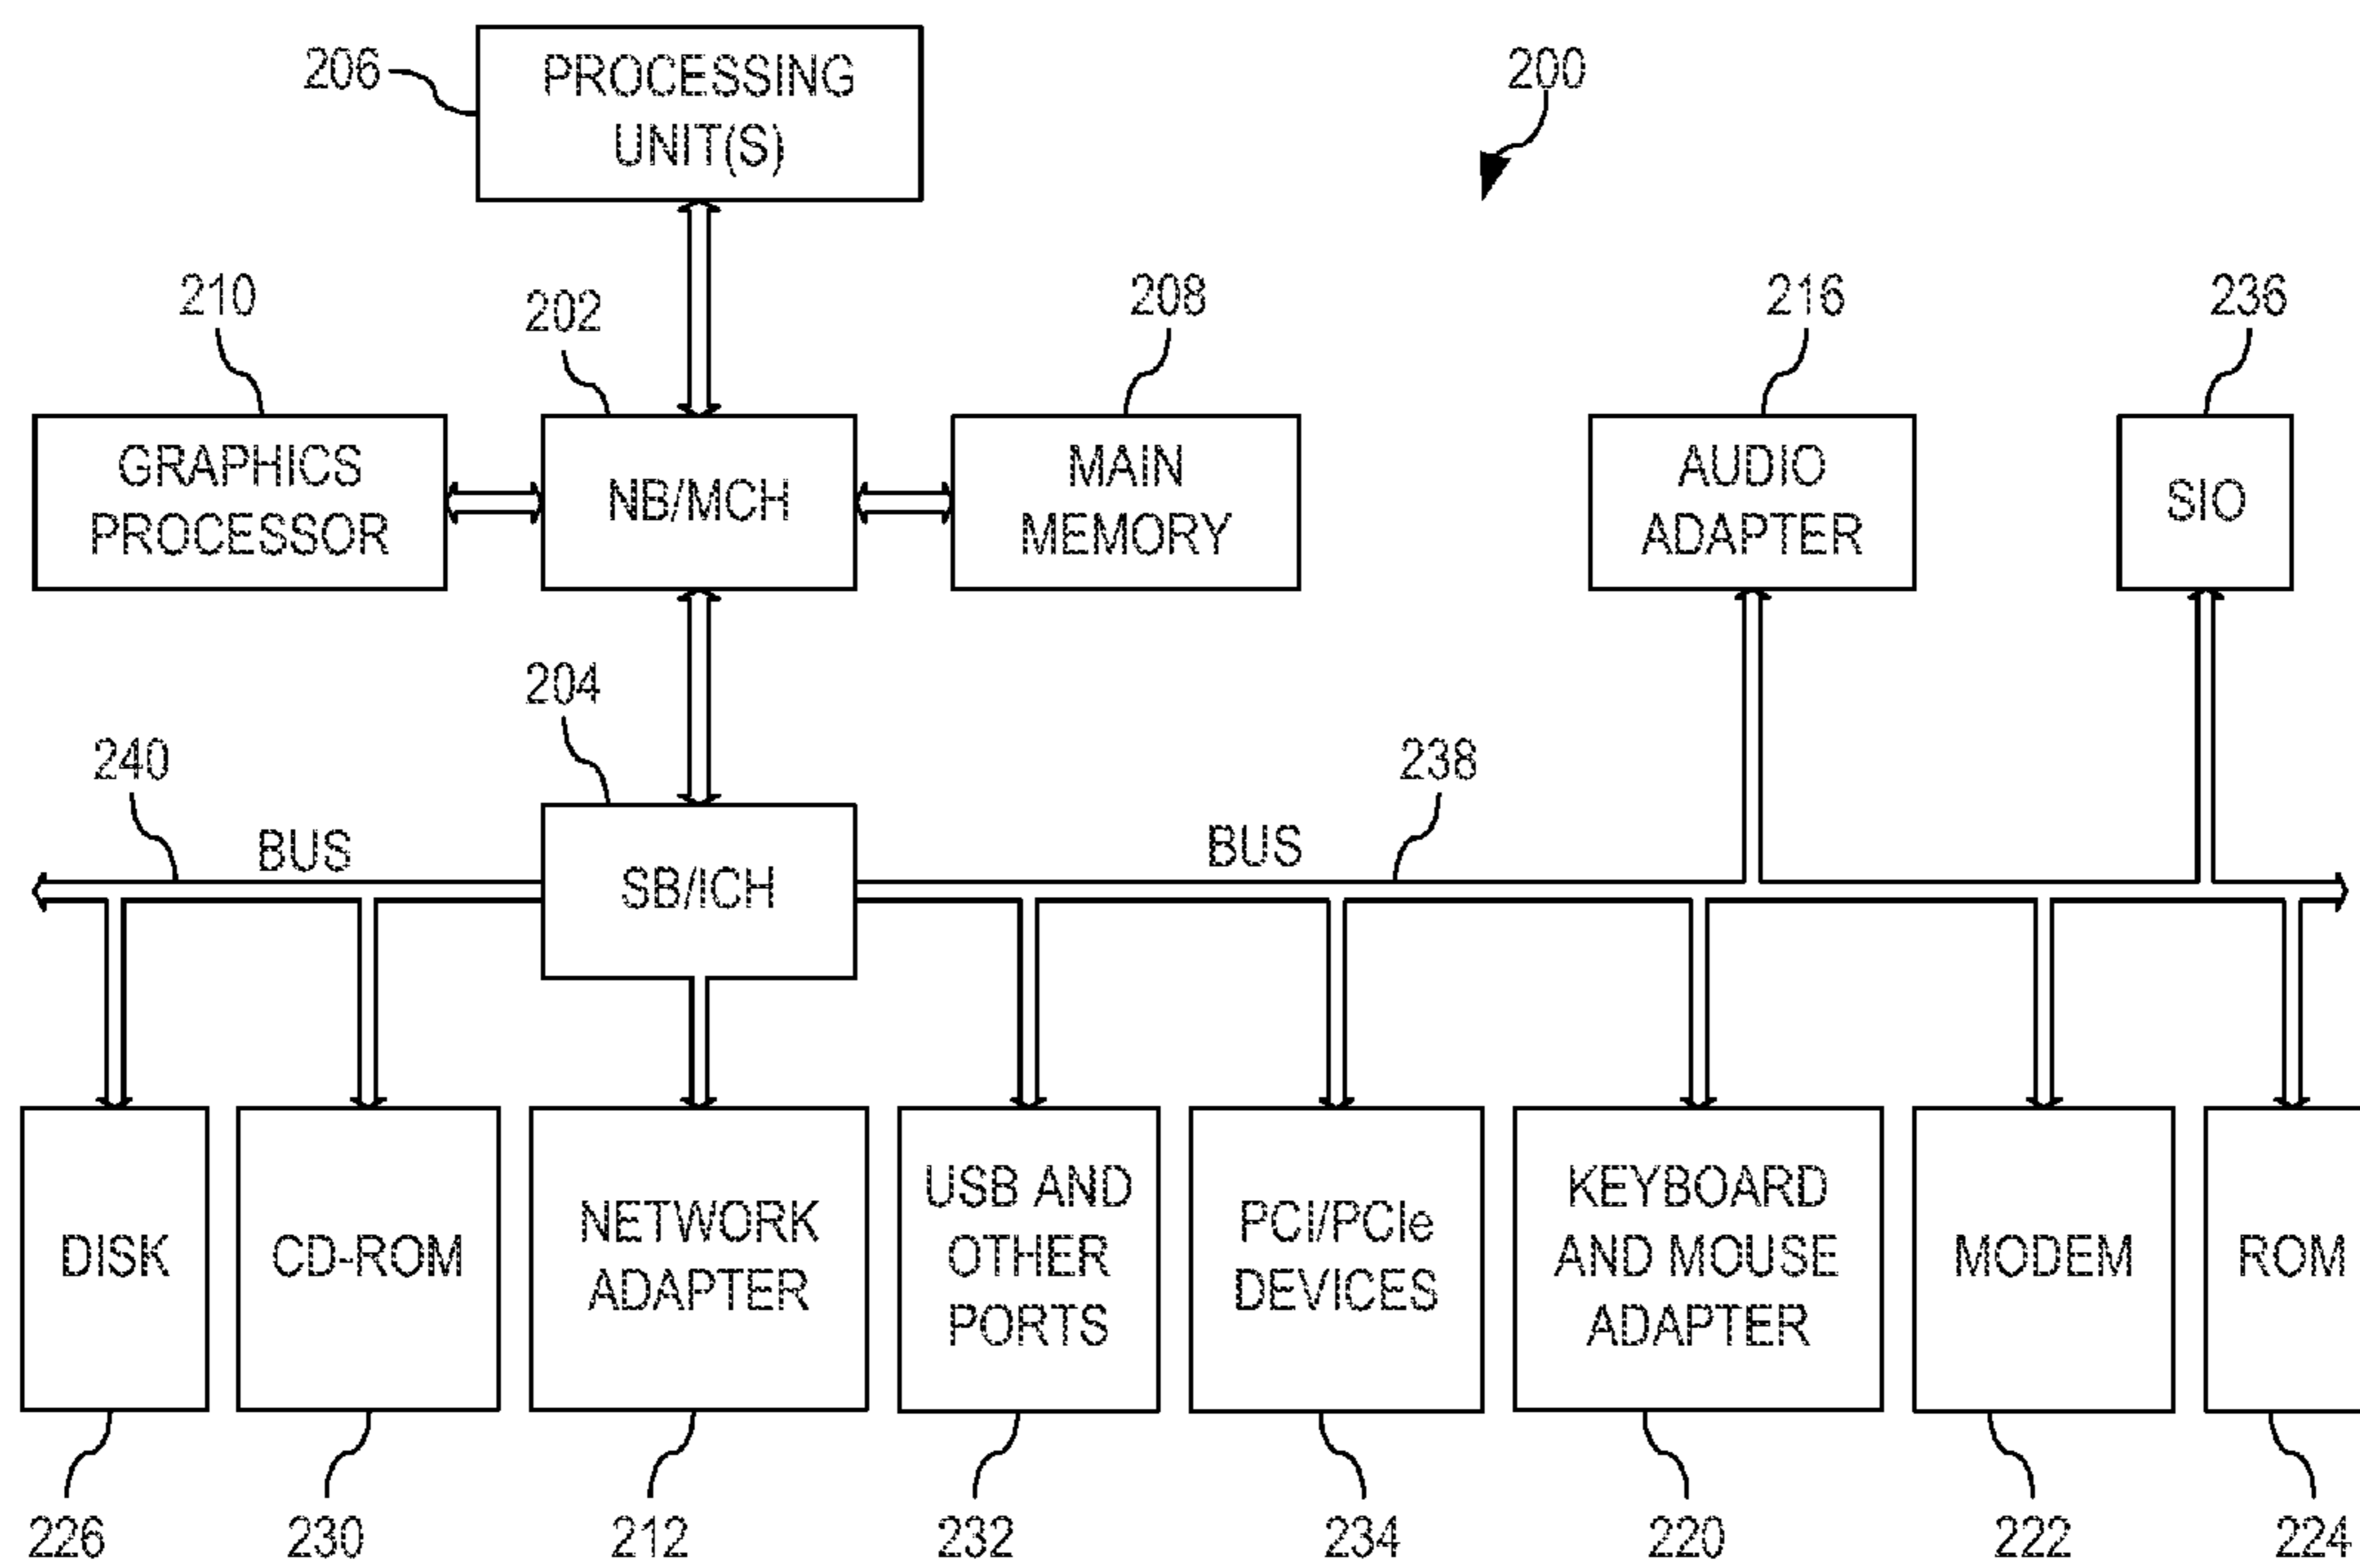 206
PROCESSING
UNIT(S)
200
210
202
208
216
236
GRAPHICS
PROCESSOR
NB/MCH
MAIN
MEMORY
AUDIO
ADAPTER
SIO
204
240
238
BUS
BUS
SB/ICH
DISK
CD-ROM
NETWORK
ADAPTER
USB AND
OTHER
PORTS
PCI/PCIe
DEVICES
KEYBOARD
AND MOUSE
ADAPTER
MODEM
ROM
226
230
212
232
234
220
222
224